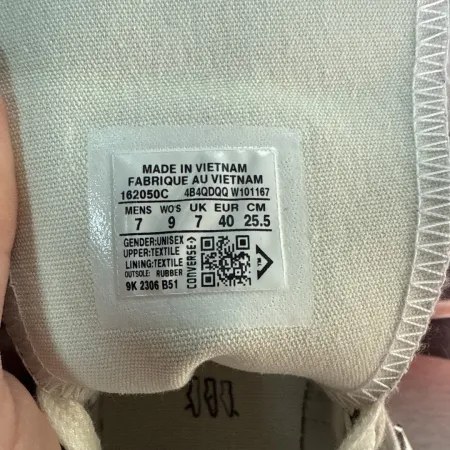 MADE IN VIETNAM
FABRIQUE AU VIETNAM
162050C 4B4QDQQ W101167
MENS WO'S UK EUR CM
7 9 7 40 25.5
GENDER:UNISEX
UPPER:TEXTILE
LINING:TEXTILE
OUTSOLE: RUBBER
9K 2306 B51
CONVERSE